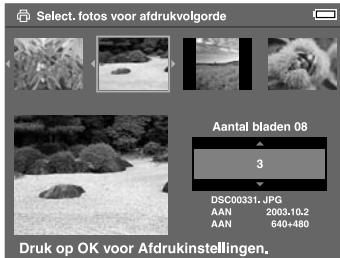 Select. fotos voor afdrukvolgorde
Aantal bladen 08
3
DSC00331. JPG
AAN 2003.10.2
AAN 640+480
Druk op OK voor Afdrukinstellingen.